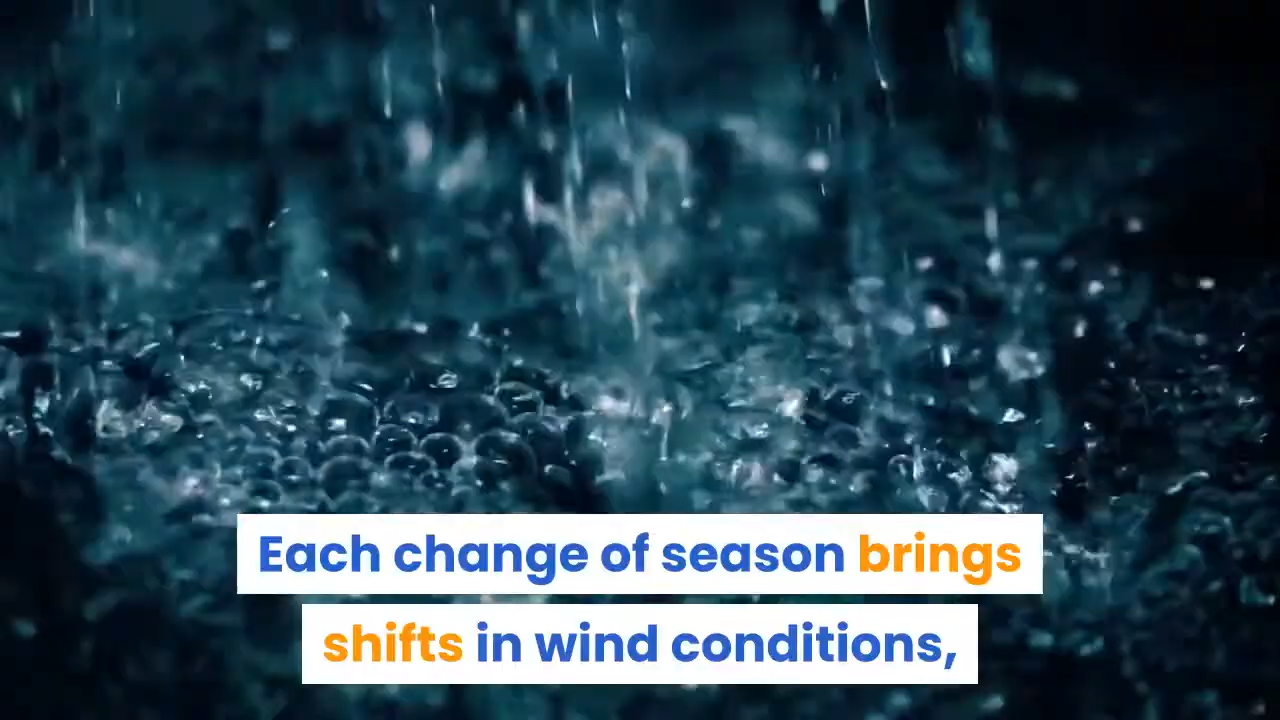 Each change of season brings
shifts in wind conditions,